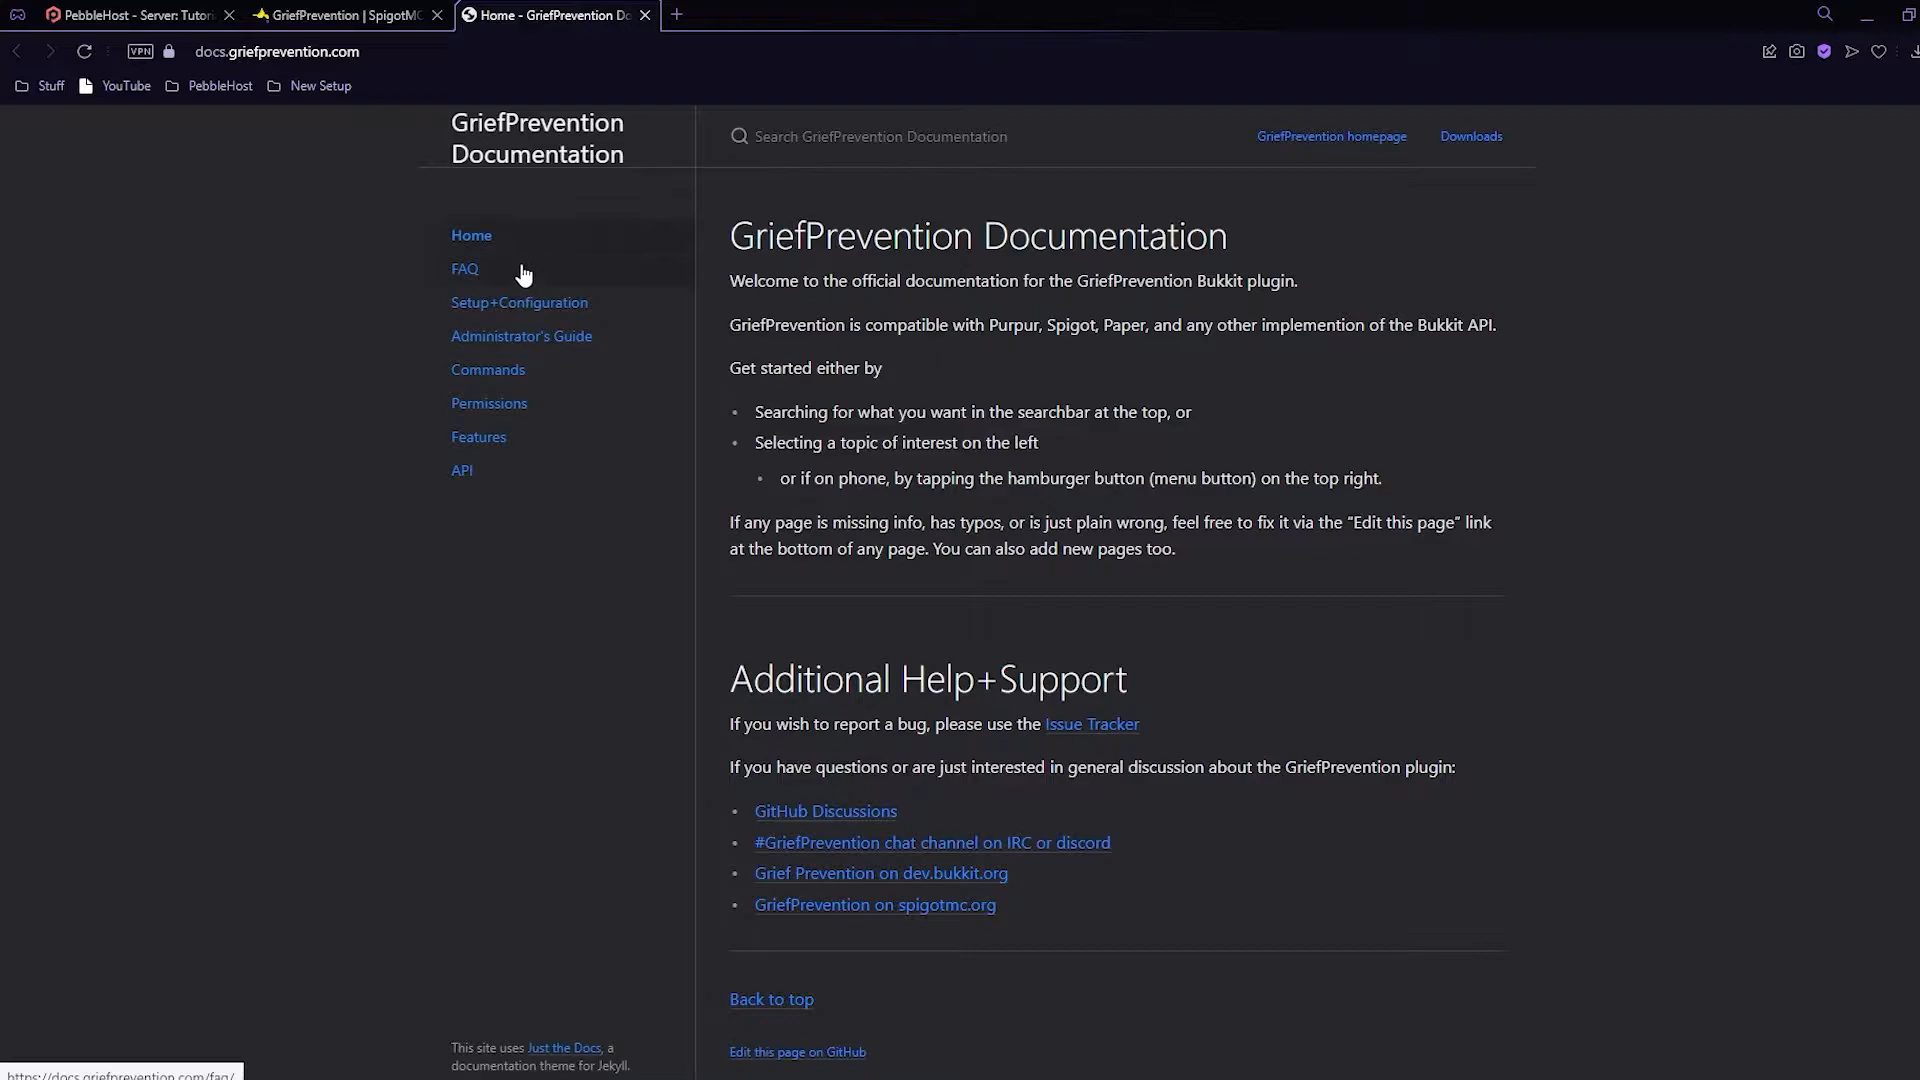 PebbleHost - Server: Tutori
GriefPrevention | SpigotMC
Home - GriefPrevention Do
VPN
docs.griefprevention.com
Stuff
YouTube
PebbleHost
New Setup
GriefPrevention
Documentation
Search GriefPrevention Documentation
GriefPrevention homepage
Downloads
Home
FAQ
Setup+Configuration
Administrator's Guide
Commands
Permissions
Features
API
GriefPrevention Documentation
Welcome to the official documentation for the GriefPrevention Bukkit plugin.
GriefPrevention is compatible with Purpur, Spigot, Paper, and any other implemention of the Bukkit API.
Get started either by
• Searching for what you want in the searchbar at the top, or
• Selecting a topic of interest on the left
• or if on phone, by tapping the hamburger button (menu button) on the top right.
If any page is missing info, has typos, or is just plain wrong, feel free to fix it via the “Edit this page” link
at the bottom of any page. You can also add new pages too.
Additional Help+Support
If you wish to report a bug, please use the Issue Tracker
If you have questions or are just interested in general discussion about the GriefPrevention plugin:
• GitHub Discussions
• #GriefPrevention chat channel on IRC or discord
• Grief Prevention on dev.bukkit.org
• GriefPrevention on spigotmc.org
Back to top
Edit this page on GitHub
This site uses Just the Docs, a
documentation theme for Jekyll.
https://docs.griefprevention.com/faq/